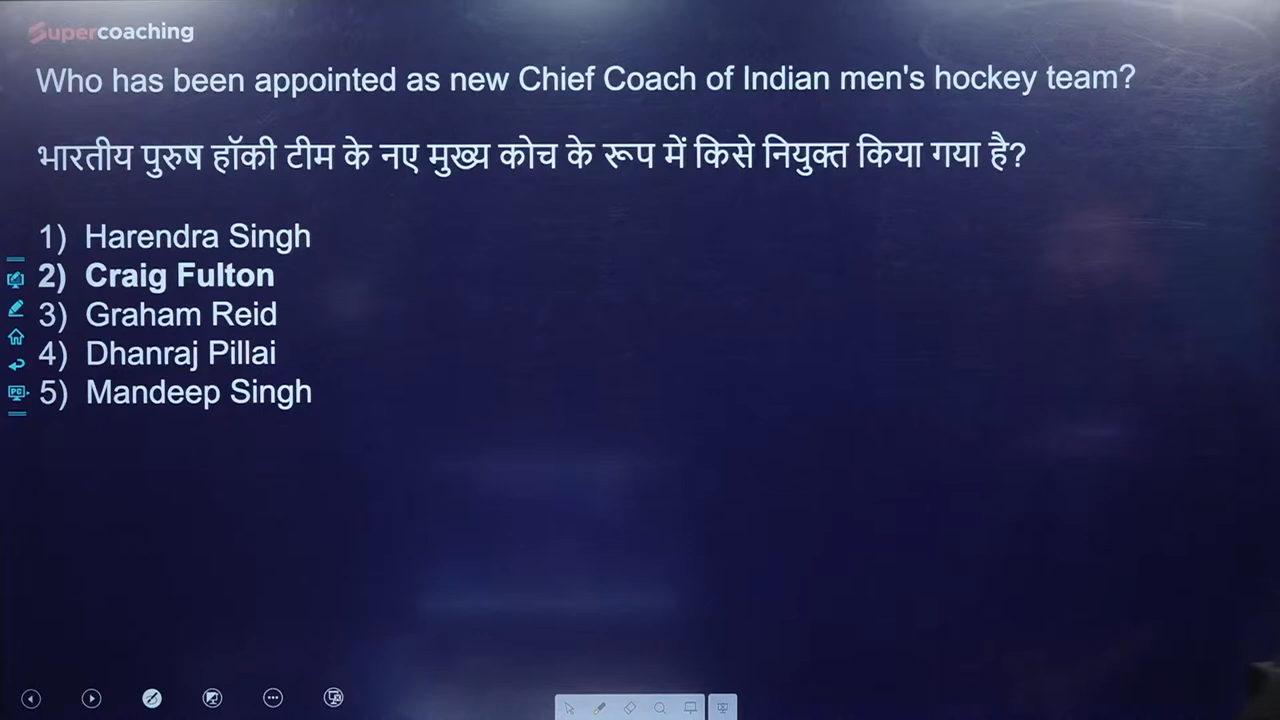 Supercoaching
Who has been appointed as new Chief Coach of Indian men's hockey team?
भारतीय पुरुष हॉकी टीम के नए मुख्य कोच के रूप में किसे नियुक्त किया गया है?
1) Harendra Singh
2) Craig Fulton
3) Graham Reid
4) Dhanraj Pillai
5) Mandeep Singh
PC